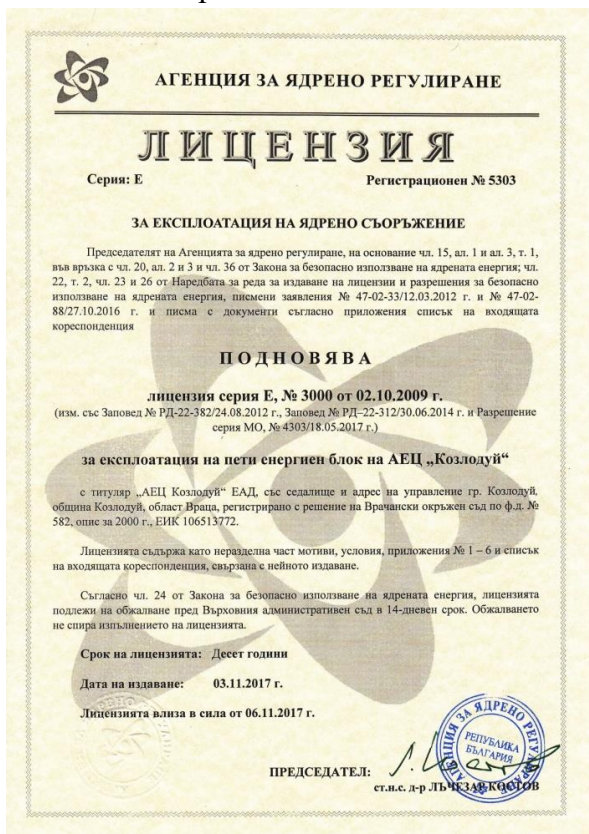 АГЕНЦИЯ ЗА ЯДРЕНО РЕГУЛИРАНЕ
ЛИЦЕНЗИЯ
Серия: Е Регистрационен № 5303
ЗА ЕКСПЛОАТАЦИЯ НА ЯДРЕНО СЪОРЪЖЕНИЕ
Председателят на Агенцията за ядрено регулиране, на основание чл. 15, ал. 1 и ал. 3, т. 1,
във връзка с чл. 20, ал. 2 и 3 и чл. 36 от Закона за безопасно използване на ядрената енергия; чл.
22, т. 2, чл. 23 и 26 от Наредбата за реда за издаване на лицензии и разрешения за безопасно
използване на ядрената енергия, писмени заявления № 47-02-33/12.03.2012 г. и № 47-02-
88/27.10.2016 г. и писма с документи съгласно приложения списък на входящата
кореспонденция
ПОДНОВЯВА
лицензия серия Е, № 3000 от 02.10.2009 г.
(изм. със Заповед № РД-22-382/24.08.2012 г., Заповед № РД–22-312/30.06.2014 г. и Разрешение
серия МО, № 4303/18.05.2017 г.)
за експлоатация на пети енергиен блок на АЕЦ „Козлодуй“
с титуляр „АЕЦ Козлодуй“ ЕАД, със седалище и адрес на управление гр. Козлодуй,
община Козлодуй, област Враца, регистрирано с решение на Врачански окръжен съд по ф.д. №
582, опис за 2000 г., ЕИК 106513772.
Лицензията съдържа като неразделна част мотиви, условия, приложения № 1 – 6 и списък
на входящата кореспонденция, свързана с нейното издаване.
Съгласно чл. 24 от Закона за безопасно използване на ядрената енергия, лицензията
подлежи на обжалване пред Върховния административен съд в 14-дневен срок. Обжалването
не спира изпълнението на лицензията.
Срок на лицензията: Десет години
Дата на издаване: 03.11.2017 г.
Лицензията влиза в сила от 06.11.2017 г.
АГЕНЦИЯ ЗА ЯДРЕНО РЕГУЛИРАНЕ
РЕПУБЛИКА
БЪЛГАРИЯ
ПРЕДСЕДАТЕЛ:
ст.н.с. д-р ЛЪЧЕЗАР КОСТОВ